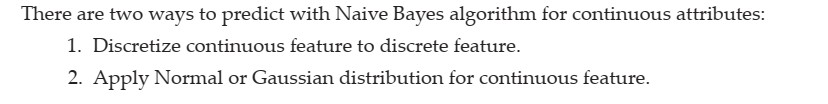 There are two ways to predict with Naive Bayes algorithm for continuous attributes:
1. Discretize continuous feature to discrete feature.
2. Apply Normal or Gaussian distribution for continuous feature.